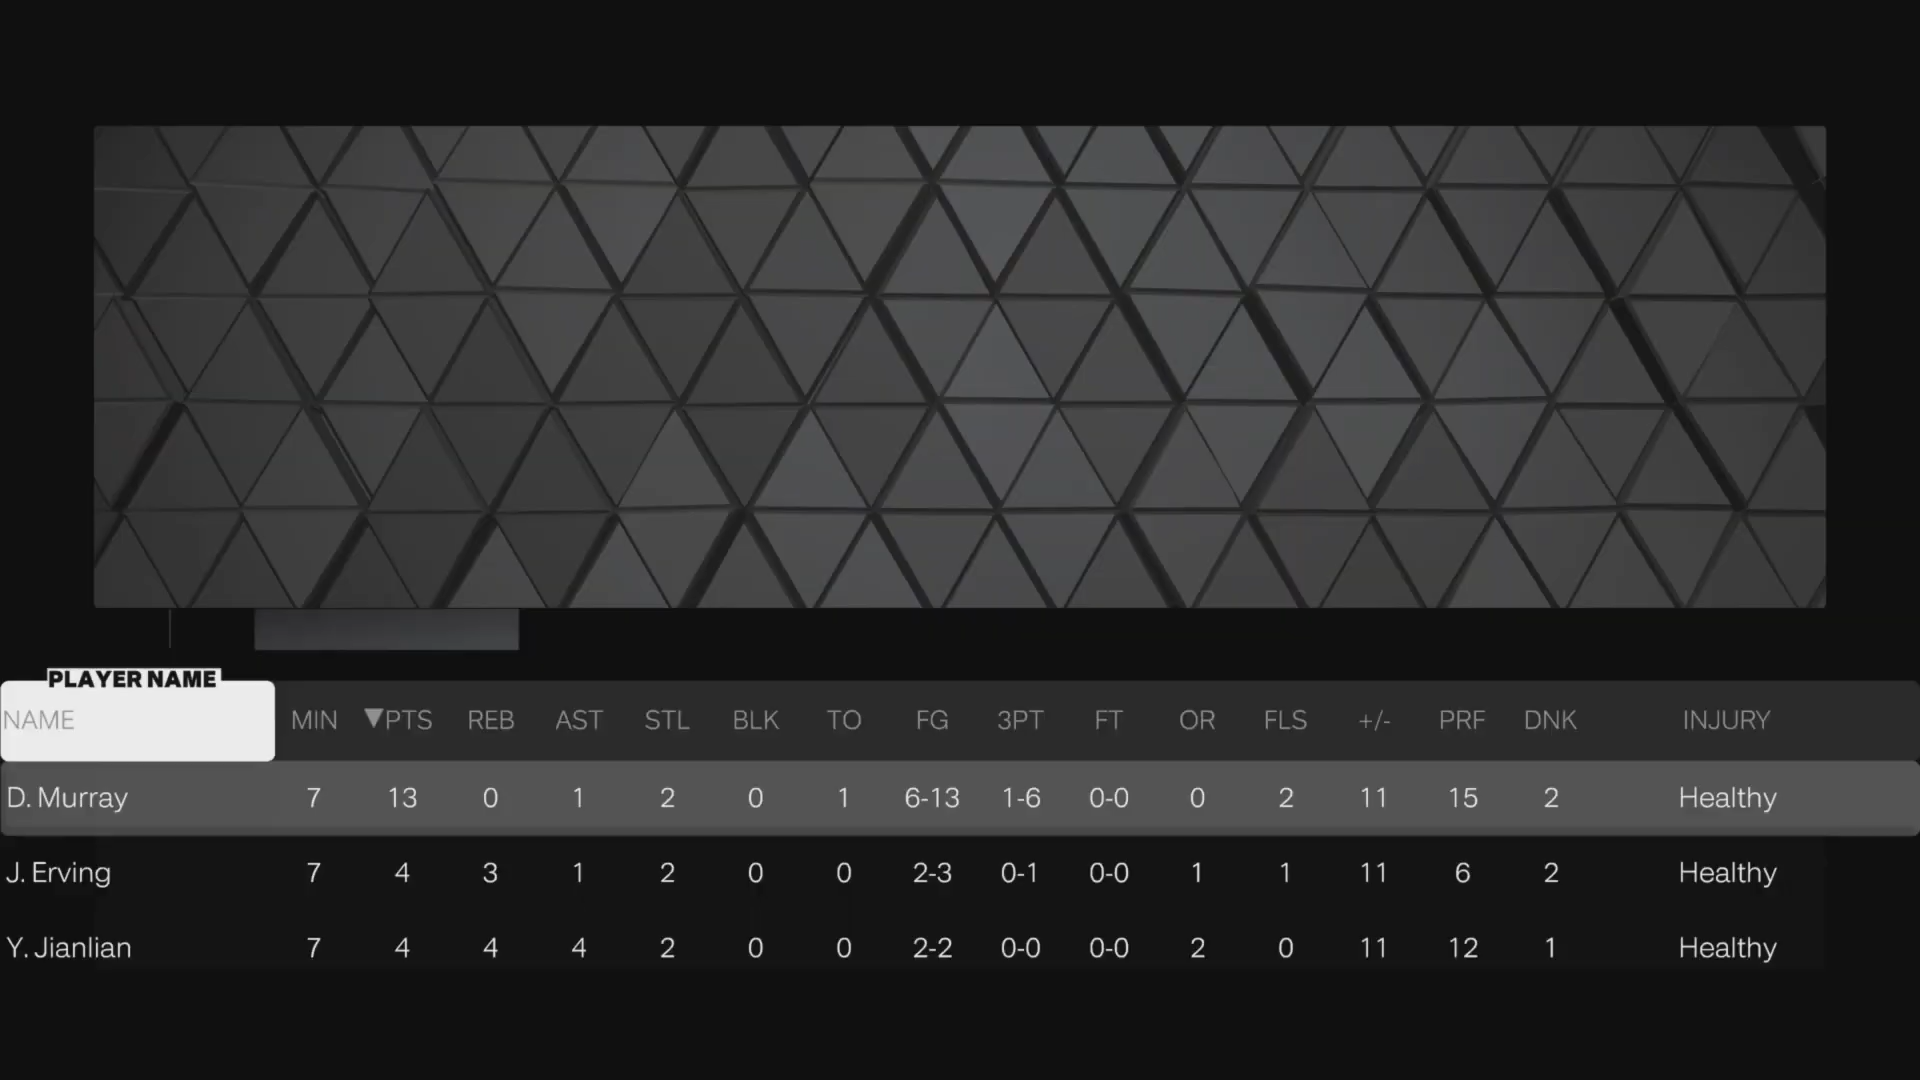 PLAYER NAME
NAME MIN ▼PTS REB AST STL BLK TO FG 3PT FT OR FLS +/- PRF DNK INJURY
D. Murray 7 13 0 1 2 0 1 6-13 1-6 0-0 0 2 11 15 2 Healthy
J. Erving 7 4 3 1 2 0 0 2-3 0-1 0-0 1 1 11 6 2 Healthy
Y. Jianlian 7 4 4 4 2 0 0 2-2 0-0 0-0 2 0 11 12 1 Healthy